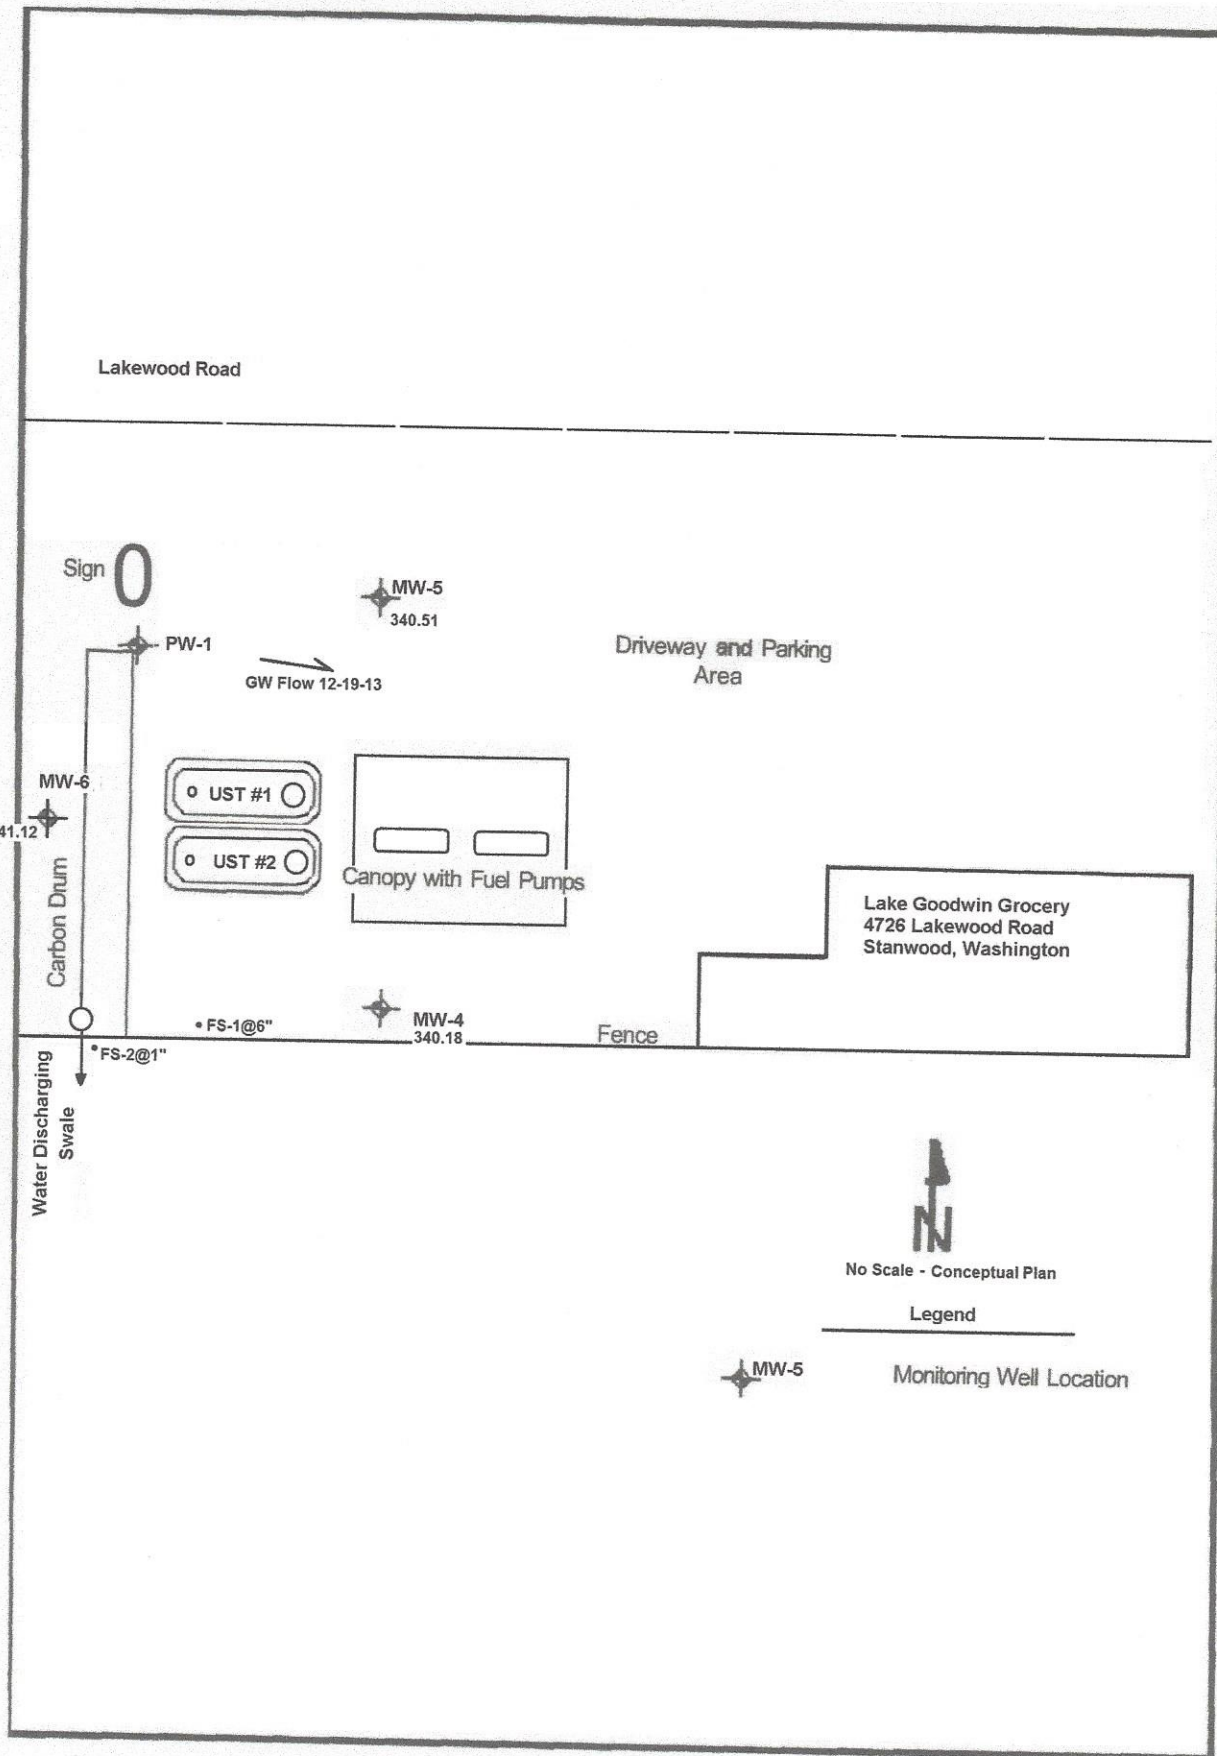 Lakewood Road
Sign
MW-5
340.51
PW-1
GW Flow 12-19-13
Driveway and Parking
Area
MW-6
41.12
UST #1
UST #2
Canopy with Fuel Pumps
Carbon Drum
Lake Goodwin Grocery
4726 Lakewood Road
Stanwood, Washington
FS-1@6"
MW-4
340.18
Fence
FS-2@1"
Water Discharging
Swale
N
No Scale - Conceptual Plan
Legend
MW-5
Monitoring Well Location